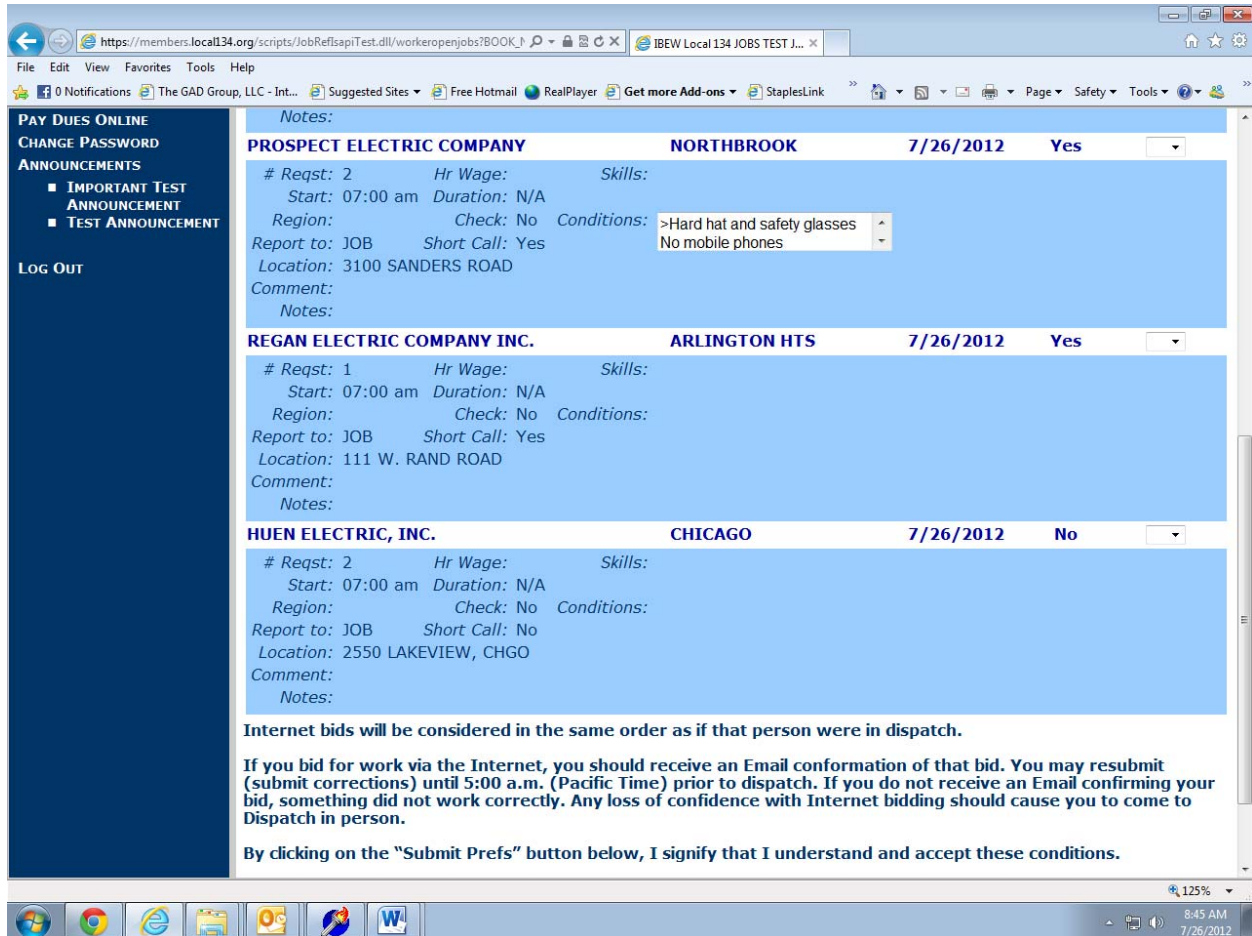 https://members.local134.org/scripts/JobRefIsapiTest.dll/workeropenjobs?BOOK_
IBEW Local 134 JOBS TEST J...
File Edit View Favorites Tools Help
0 Notifications The GAD Group, LLC - Int... Suggested Sites Free Hotmail RealPlayer Get more Add-ons StaplesLink Page Safety Tools
PAY DUES ONLINE
CHANGE PASSWORD
ANNOUNCEMENTS
IMPORTANT TEST
ANNOUNCEMENT
TEST ANNOUNCEMENT
LOG OUT
Notes:
PROSPECT ELECTRIC COMPANY NORTHBROOK 7/26/2012 Yes
# Reqst: 2 Hr Wage: Skills:
Start: 07:00 am Duration: N/A
Region: Check: No Conditions: >Hard hat and safety glasses
No mobile phones
Report to: JOB Short Call: Yes
Location: 3100 SANDERS ROAD
Comment:
Notes:
REGAN ELECTRIC COMPANY INC. ARLINGTON HTS 7/26/2012 Yes
# Reqst: 1 Hr Wage: Skills:
Start: 07:00 am Duration: N/A
Region: Check: No Conditions:
Report to: JOB Short Call: Yes
Location: 111 W. RAND ROAD
Comment:
Notes:
HUEN ELECTRIC, INC. CHICAGO 7/26/2012 No
# Reqst: 2 Hr Wage: Skills:
Start: 07:00 am Duration: N/A
Region: Check: No Conditions:
Report to: JOB Short Call: No
Location: 2550 LAKEVIEW, CHGO
Comment:
Notes:
Internet bids will be considered in the same order as if that person were in dispatch.
If you bid for work via the Internet, you should receive an Email conformation of that bid. You may resubmit
(submit corrections) until 5:00 a.m. (Pacific Time) prior to dispatch. If you do not receive an Email confirming your
bid, something did not work correctly. Any loss of confidence with Internet bidding should cause you to come to
Dispatch in person.
By clicking on the “Submit Prefs” button below, I signify that I understand and accept these conditions.
125%
8:45 AM
7/26/2012